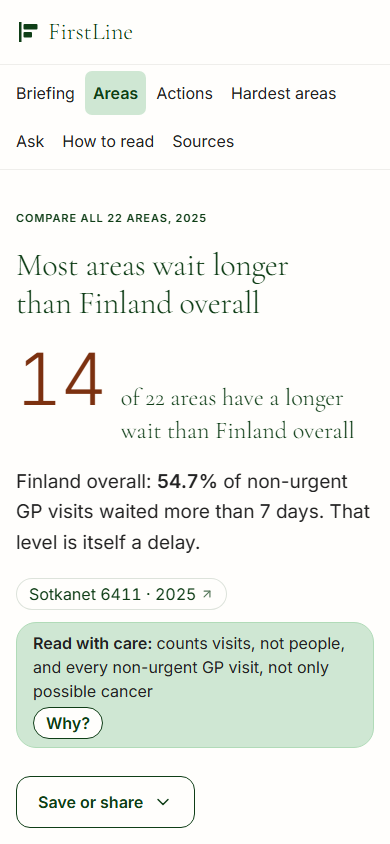 FirstLine
Briefing Areas Actions Hardest areas
Ask How to read Sources
COMPARE ALL 22 AREAS, 2025
Most areas wait longer
than Finland overall
14 of 22 areas have a longer
wait than Finland overall
Finland overall: 54.7% of non-urgent
GP visits waited more than 7 days. That
level is itself a delay.
Sotkanet 6411 · 2025 ↗
Read with care: counts visits, not people,
and every non-urgent GP visit, not only
possible cancer
Why?
Save or share